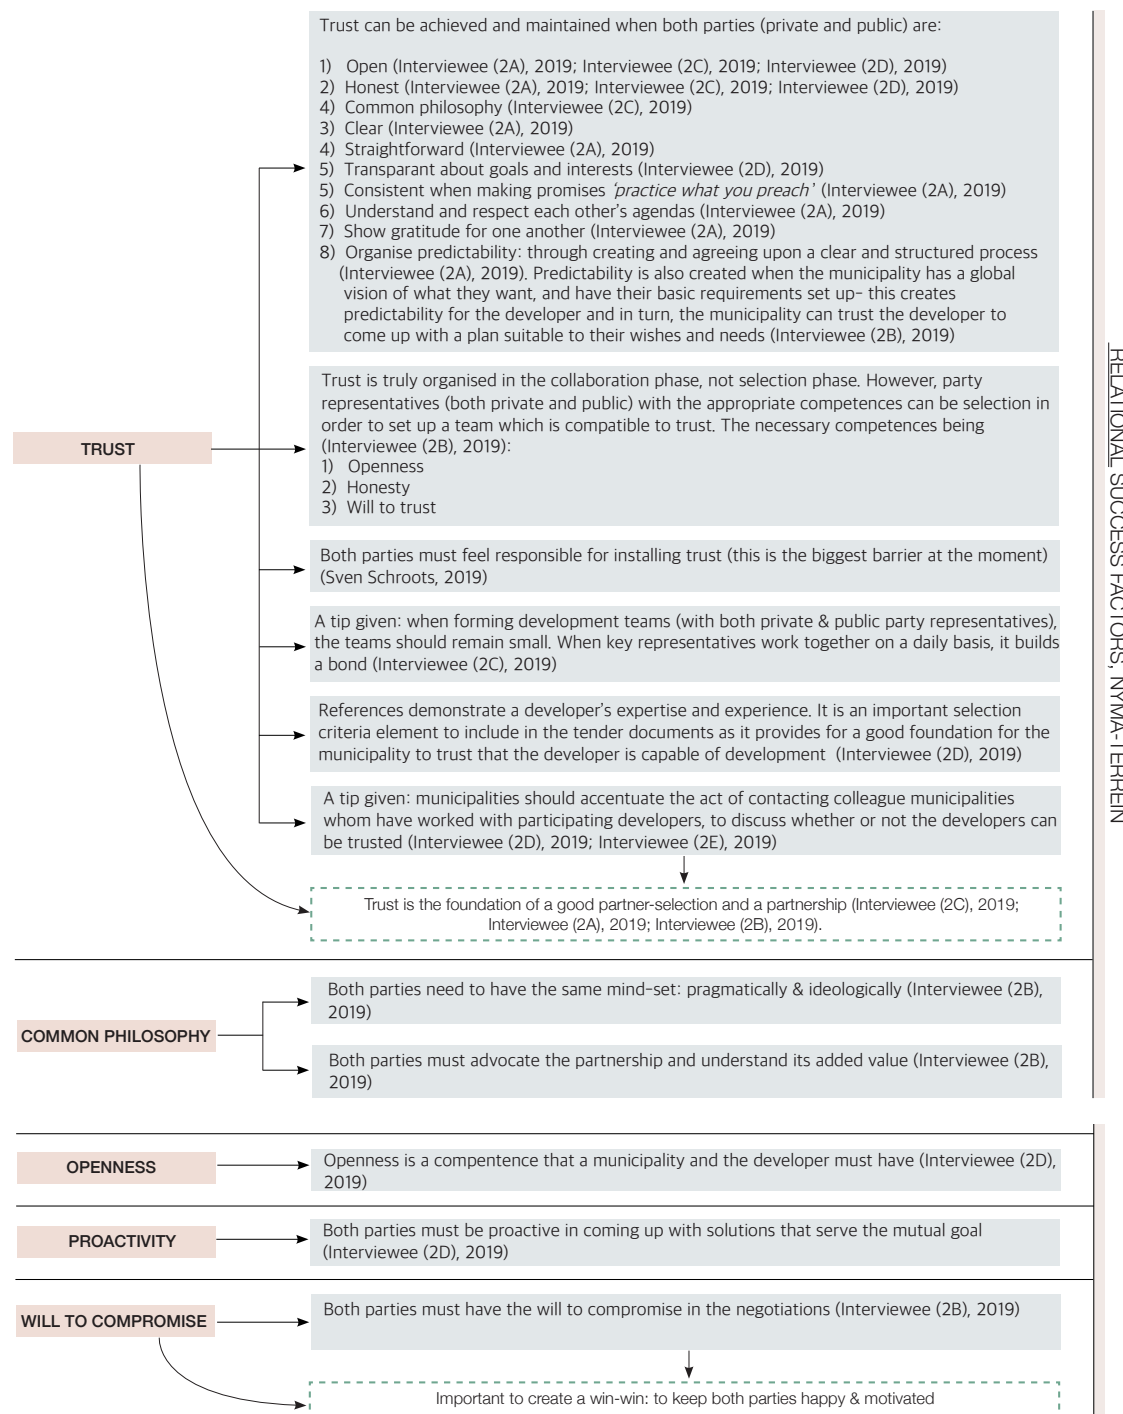 Trust can be achieved and maintained when both parties (private and public) are:
1) Open (Interviewee (2A), 2019; Interviewee (2C), 2019; Interviewee (2D), 2019)
2) Honest (Interviewee (2A), 2019; Interviewee (2C), 2019; Interviewee (2D), 2019)
4) Common philosophy (Interviewee (2C), 2019)
3) Clear (Interviewee (2A), 2019)
4) Straightforward (Interviewee (2A), 2019)
5) Transparant about goals and interests (Interviewee (2D), 2019)
5) Consistent when making promises ‘practice what you preach’ (Interviewee (2A), 2019)
6) Understand and respect each other’s agendas (Interviewee (2A), 2019)
7) Show gratitude for one another (Interviewee (2A), 2019)
8) Organise predictability: through creating and agreeing upon a clear and structured process
(Interviewee (2A), 2019). Predictability is also created when the municipality has a global
vision of what they want, and have their basic requirements set up- this creates
predictability for the developer and in turn, the municipality can trust the developer to
come up with a plan suitable to their wishes and needs (Interviewee (2B), 2019)
TRUST
Trust is truly organised in the collaboration phase, not selection phase. However, party
representatives (both private and public) with the appropriate competences can be selection in
order to set up a team which is compatible to trust. The necessary competences being
(Interviewee (2B), 2019):
1) Openness
2) Honesty
3) Will to trust
Both parties must feel responsible for installing trust (this is the biggest barrier at the moment)
(Sven Schroots, 2019)
A tip given: when forming development teams (with both private & public party representatives),
the teams should remain small. When key representatives work together on a daily basis, it builds
a bond (Interviewee (2C), 2019)
References demonstrate a developer’s expertise and experience. It is an important selection
criteria element to include in the tender documents as it provides for a good foundation for the
municipality to trust that the developer is capable of development (Interviewee (2D), 2019)
A tip given: municipalities should accentuate the act of contacting colleague municipalities
whom have worked with participating developers, to discuss whether or not the developers can
be trusted (Interviewee (2D), 2019; Interviewee (2E), 2019)
Trust is the foundation of a good partner-selection and a partnership (Interviewee (2C), 2019;
Interviewee (2A), 2019; Interviewee (2B), 2019).
COMMON PHILOSOPHY
Both parties need to have the same mind-set: pragmatically & ideologically (Interviewee (2B),
2019)
Both parties must advocate the partnership and understand its added value (Interviewee (2B),
2019)
OPENNESS
Openness is a compentence that a municipality and the developer must have (Interviewee (2D),
2019)
PROACTIVITY
Both parties must be proactive in coming up with solutions that serve the mutual goal
(Interviewee (2D), 2019)
WILL TO COMPROMISE
Both parties must have the will to compromise in the negotiations (Interviewee (2B), 2019)
Important to create a win-win: to keep both parties happy & motivated
RELATIONAL SUCCESS FACTORS, NYMA-TERREIN